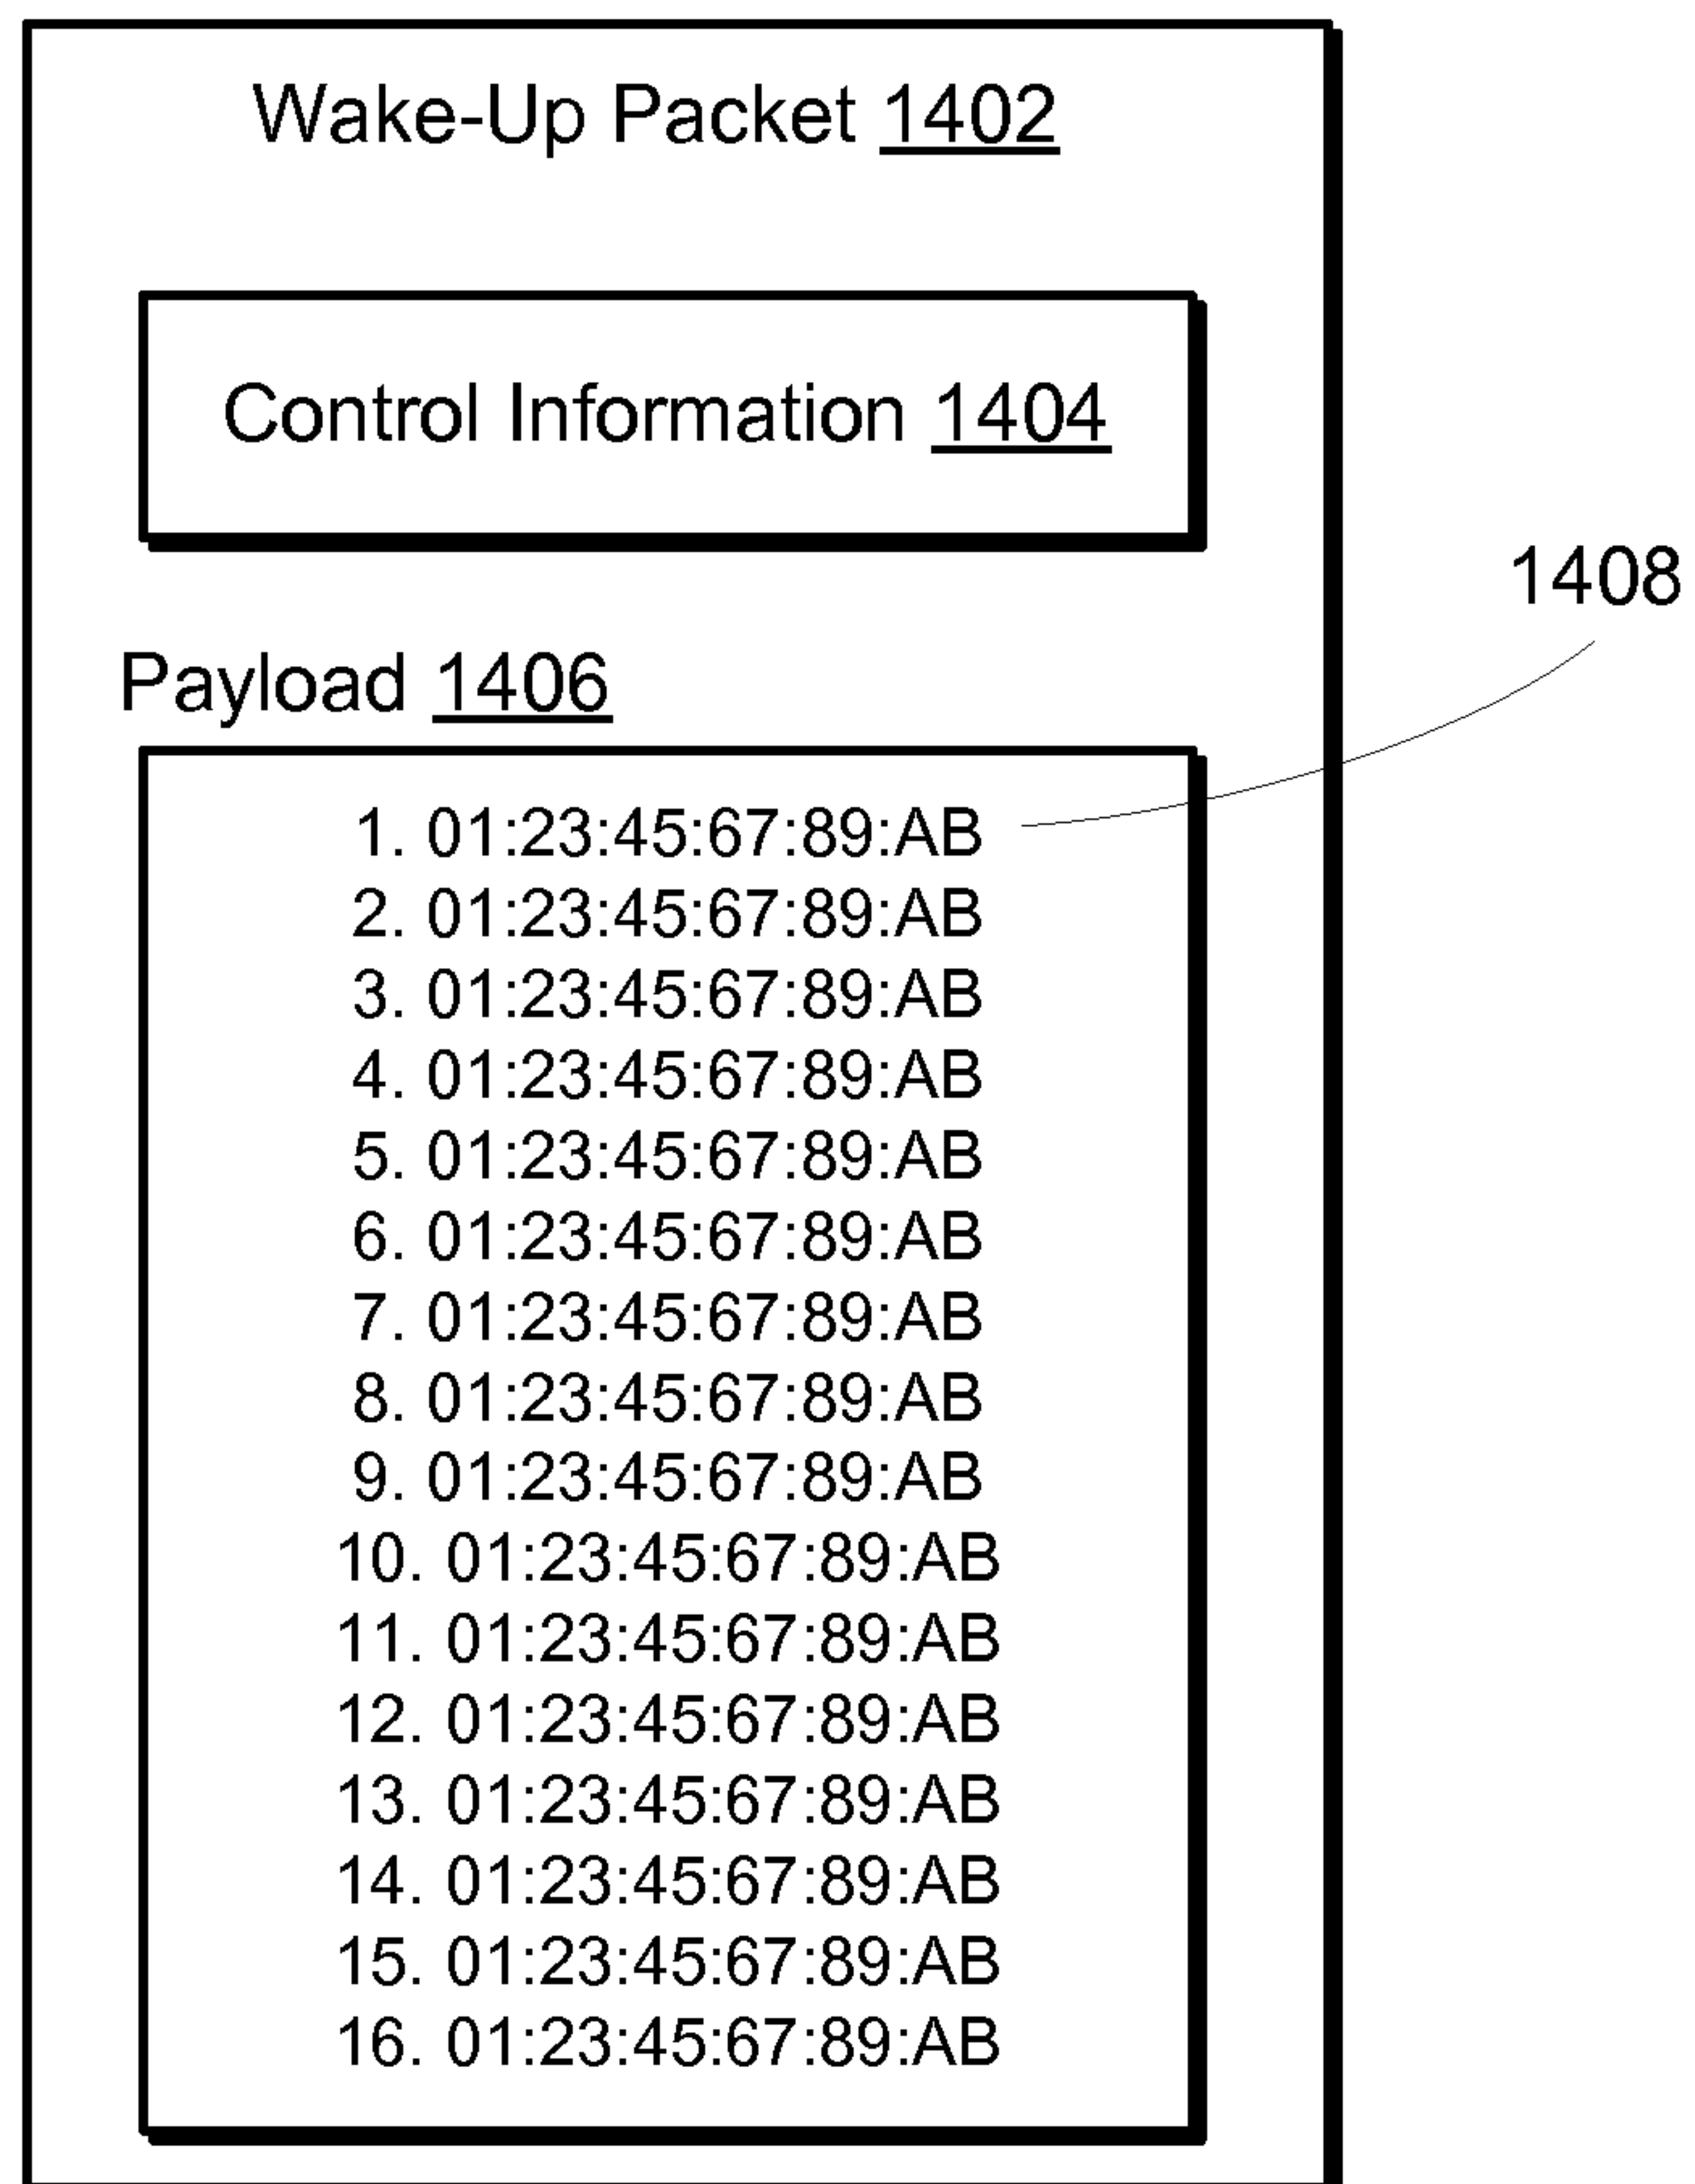 Wake-Up Packet 1402
Control Information 1404
1408
Payload 1406
1. 01:23:45:67:89:AB
2. 01:23:45:67:89:AB
3. 01:23:45:67:89:AB
4. 01:23:45:67:89:AB
5. 01:23:45:67:89:AB
6. 01:23:45:67:89:AB
7. 01:23:45:67:89:AB
8. 01:23:45:67:89:AB
9. 01:23:45:67:89:AB
10. 01:23:45:67:89:AB
11. 01:23:45:67:89:AB
12. 01:23:45:67:89:AB
13. 01:23:45:67:89:AB
14. 01:23:45:67:89:AB
15. 01:23:45:67:89:AB
16. 01:23:45:67:89:AB